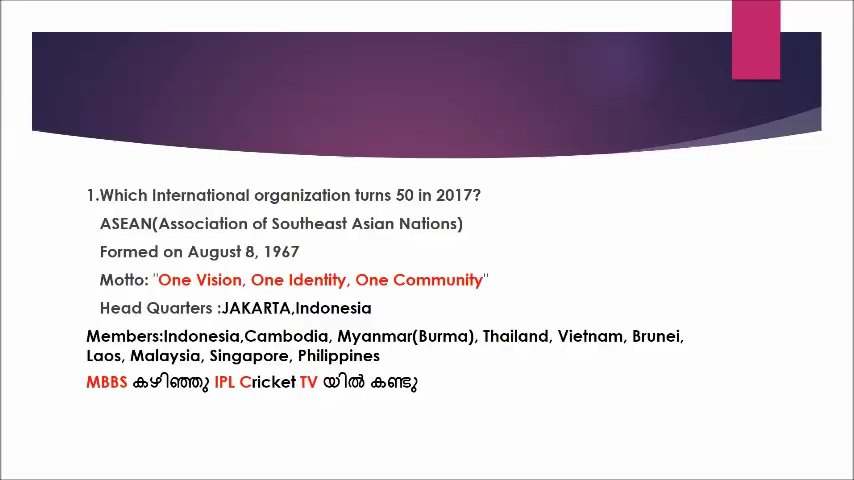 1.Which International organization turns 50 in 2017?
ASEAN(Association of Southeast Asian Nations)
Formed on August 8, 1967
Motto: "One Vision, One Identity, One Community"
Head Quarters :JAKARTA,Indonesia
Members:Indonesia,Cambodia, Myanmar(Burma), Thailand, Vietnam, Brunei,
Laos, Malaysia, Singapore, Philippines
MBBS കഴിഞ്ഞു IPL Cricket TV യിൽ കണ്ടു